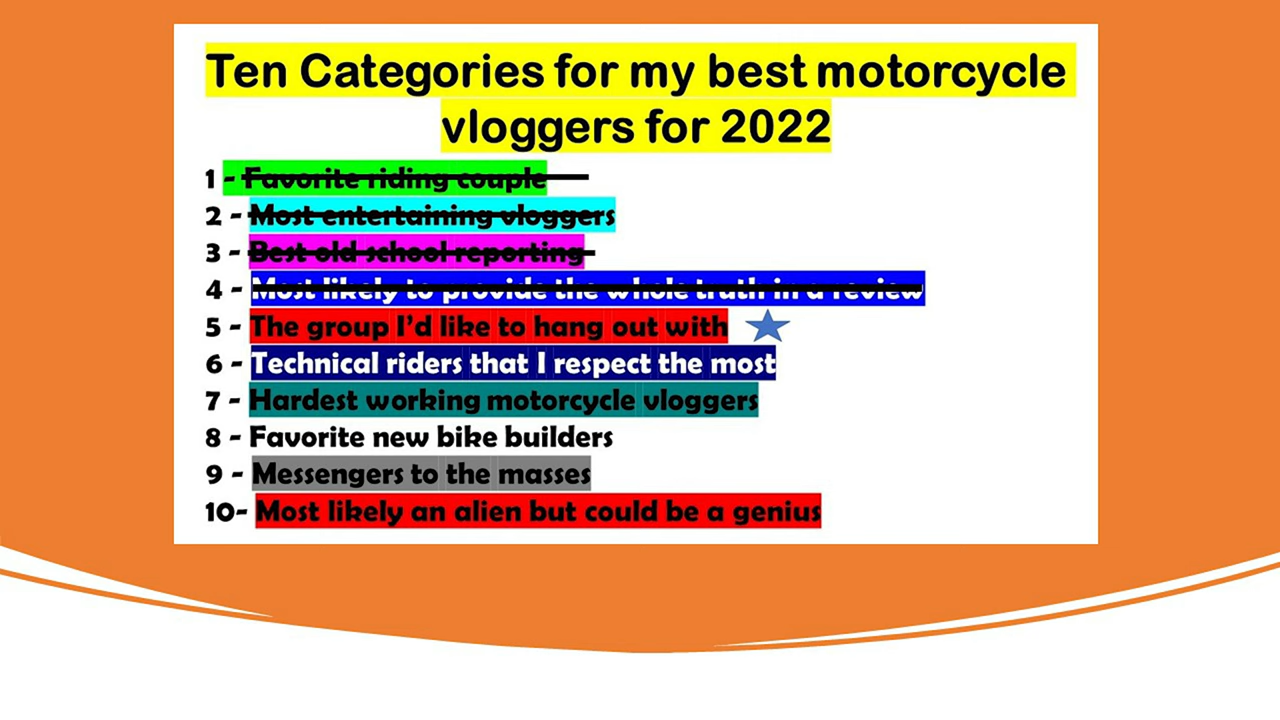 Ten Categories for my best motorcycle
vloggers for 2022
1 - Favorite riding couple
2 - Most entertaining vloggers
3 - Best old school reporting
4 - Most likely to provide the whole truth in a review
5 - The group I'd like to hang out with
6 - Technical riders that I respect the most
7 - Hardest working motorcycle vloggers
8 - Favorite new bike builders
9 - Messengers to the masses
10- Most likely an alien but could be a genius